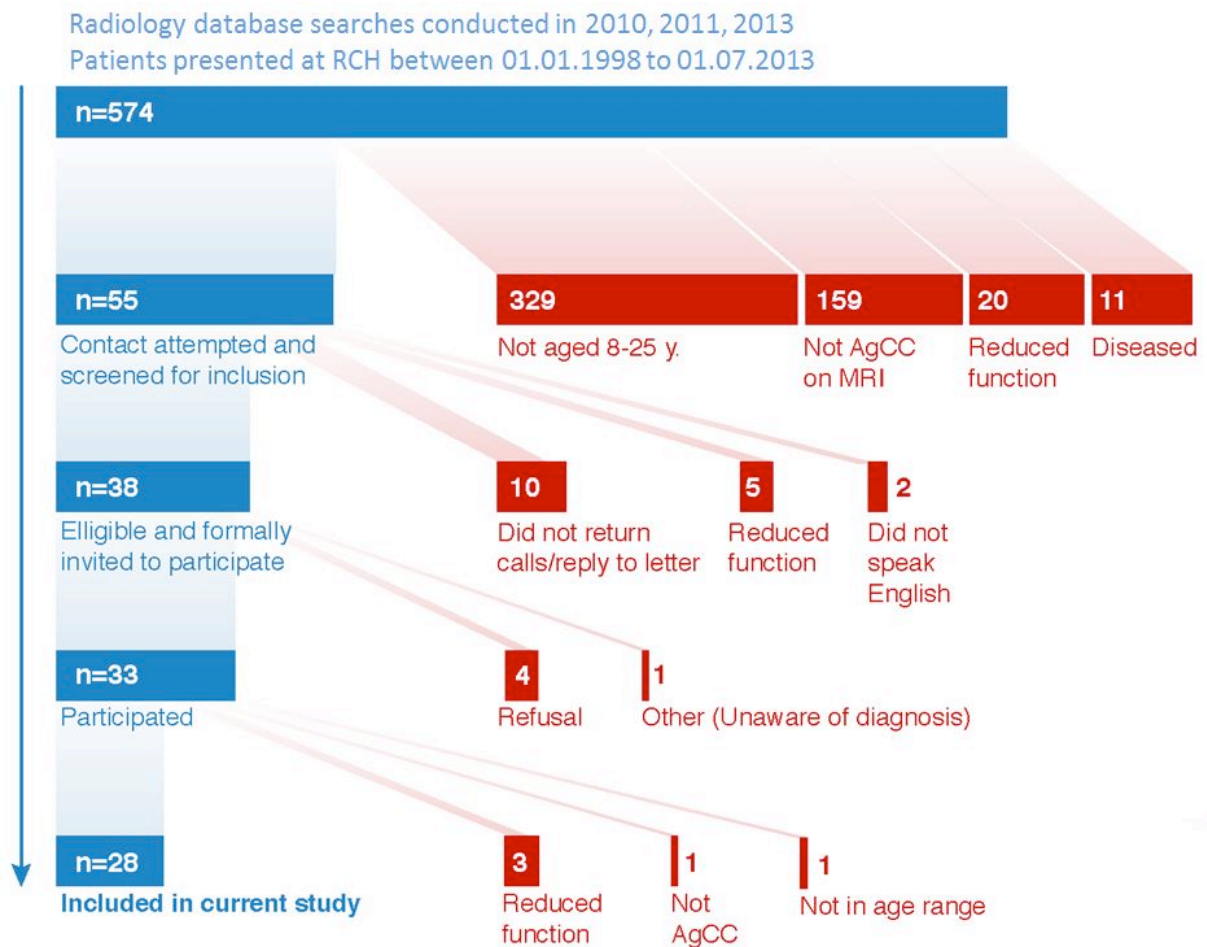 Radiology database searches conducted in 2010, 2011, 2013
Patients presented at RCH between 01.01.1998 to 01.07.2013
n=574
n=55
Contact attempted and
screened for inclusion
329
Not aged 8-25 y.
159
Not AgCC
on MRI
20
Reduced
function
11
Diseased
n=38
Elligible and formally
invited to participate
10
Did not return
calls/reply to letter
5
Reduced
function
2
Did not
speak
English
n=33
Participated
4
Refusal
1
Other (Unaware of diagnosis)
n=28
Included in current study
3
Reduced
function
1
Not
AgCC
1
Not in age range